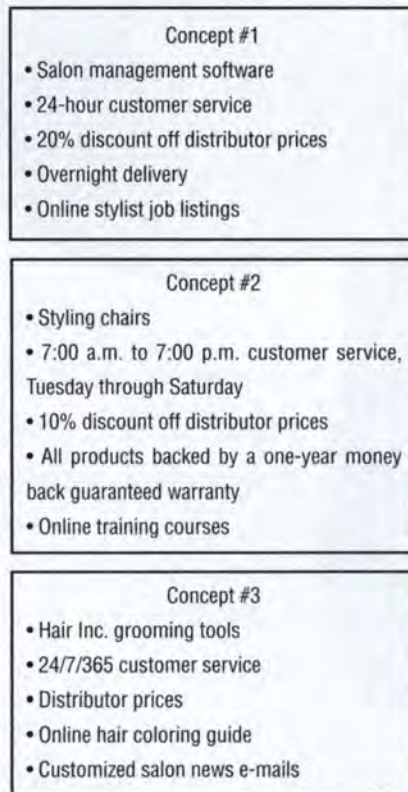 Concept #1
• Salon management software
• 24-hour customer service
• 20% discount off distributor prices
• Overnight delivery
• Online stylist job listings
Concept #2
• Styling chairs
• 7:00 a.m. to 7:00 p.m. customer service,
Tuesday through Saturday
• 10% discount off distributor prices
• All products backed by a one-year money
back guaranteed warranty
• Online training courses
Concept #3
• Hair Inc. grooming tools
• 24/7/365 customer service
• Distributor prices
• Online hair coloring guide
• Customized salon news e-mails